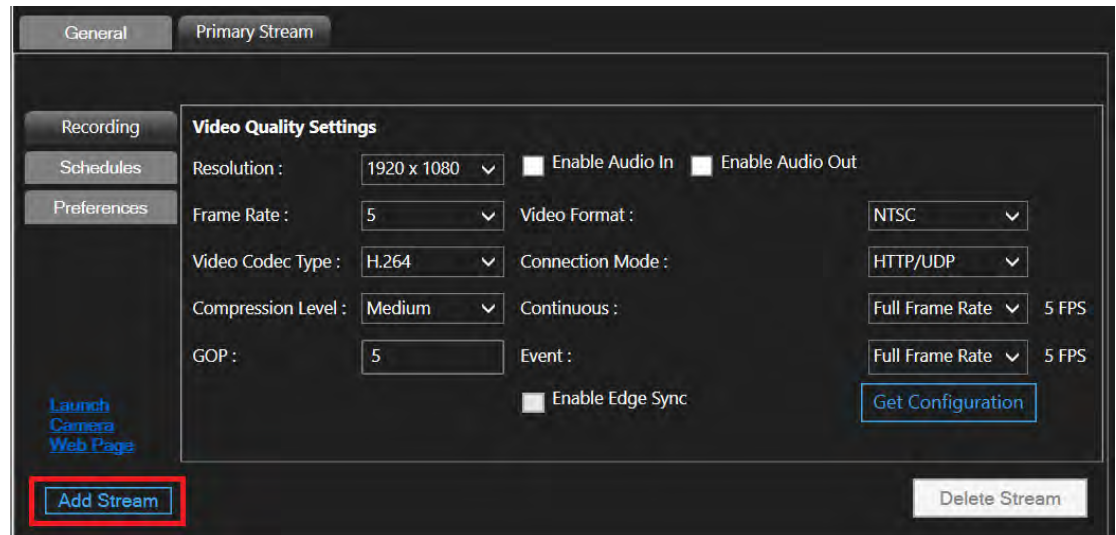 General Primary Stream
Recording
Schedules
Preferences
Video Quality Settings
Resolution : 1920 x 1080 Enable Audio In Enable Audio Out
Frame Rate : 5 Video Format : NTSC
Video Codec Type : H.264 Connection Mode : HTTP/UDP
Compression Level : Medium Continuous : Full Frame Rate 5 FPS
GOP : 5 Event : Full Frame Rate 5 FPS
Enable Edge Sync Get Configuration
Launch
Camera
Web Page
Add Stream Delete Stream